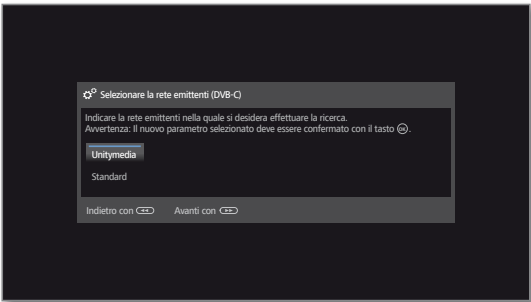 Selezionare la rete emittenti (DVB-C)
Indicare la rete emittenti nella quale si desidera effettuare la ricerca.
Avvertenza: Il nuovo parametro selezionato deve essere confermato con il tasto OK.
Unitymedia
Standard
Indietro con Avanti con